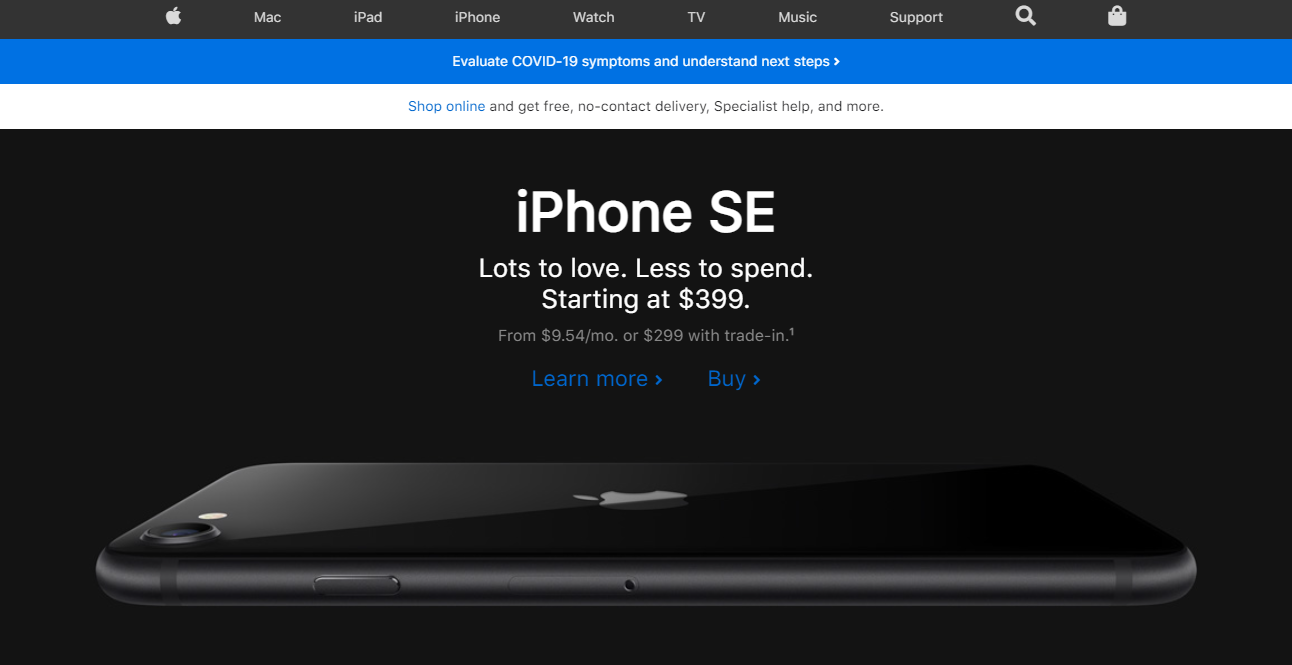 Mac iPad iPhone Watch TV Music Support
Evaluate COVID-19 symptoms and understand next steps ›
Shop online and get free, no-contact delivery, Specialist help, and more.
iPhone SE
Lots to love. Less to spend.
Starting at $399.
From $9.54/mo. or $299 with trade-in.¹
Learn more › Buy ›